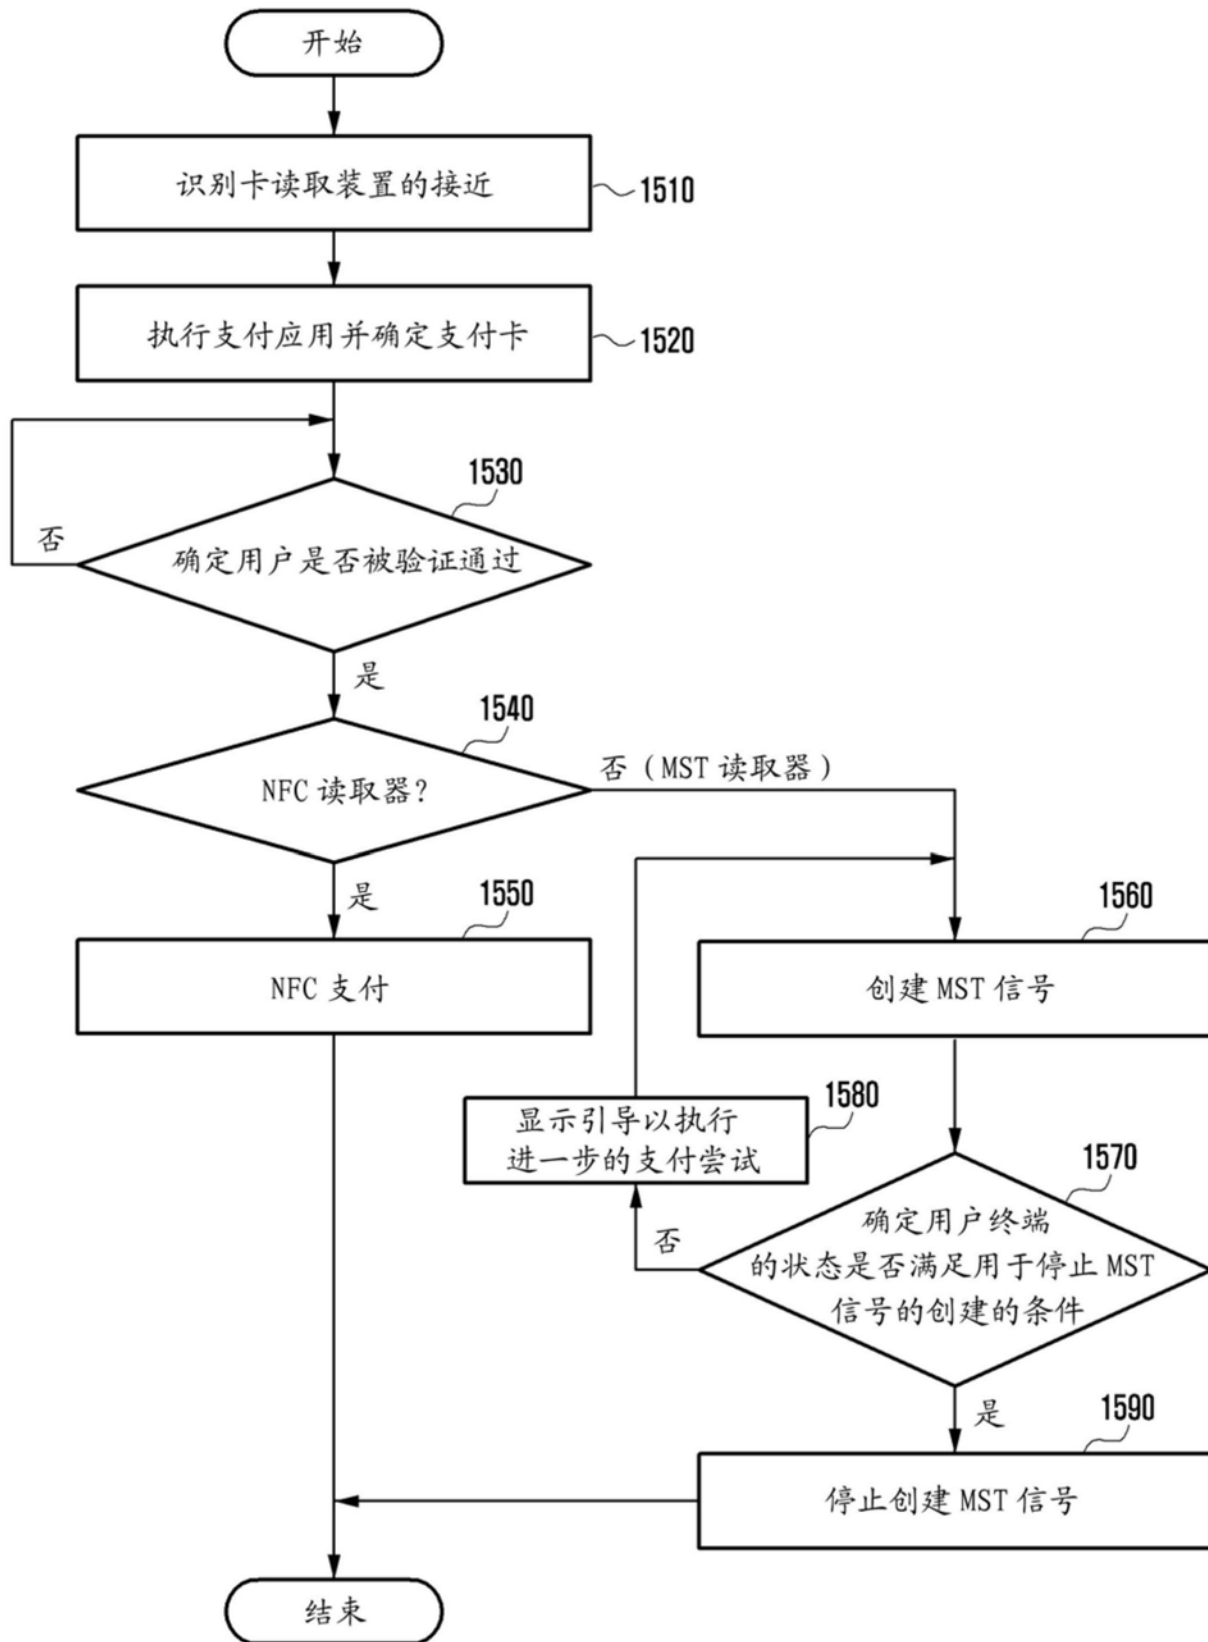 开始
识别卡读取装置的接近
1510
执行支付应用并确定支付卡
1520
1530
确定用户是否被验证通过
否
是
1540
NFC 读取器?
否（MST 读取器）
是
1550
NFC 支付
1560
创建 MST 信号
1580
显示引导以执行
进一步的支付尝试
1570
确定用户终端
的状态是否满足用于停止 MST
信号的创建的条件
否
是
1590
停止创建 MST 信号
结束